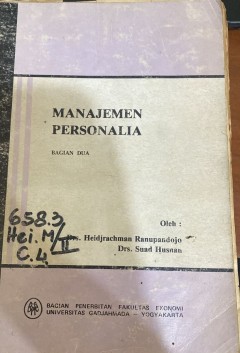 MANAJEMEN
PERSONALIA
BAGIAN DUA
Oleh :
Drs. Heidjrachman Ranupandojo
Drs. Suad Husnan
658.3
Hei. M/
II
C.4
BAGIAN PENERBITAN FAKULTAS EKONOMI
UNIVERSITAS GADJAHMADA – YOGYAKARTA